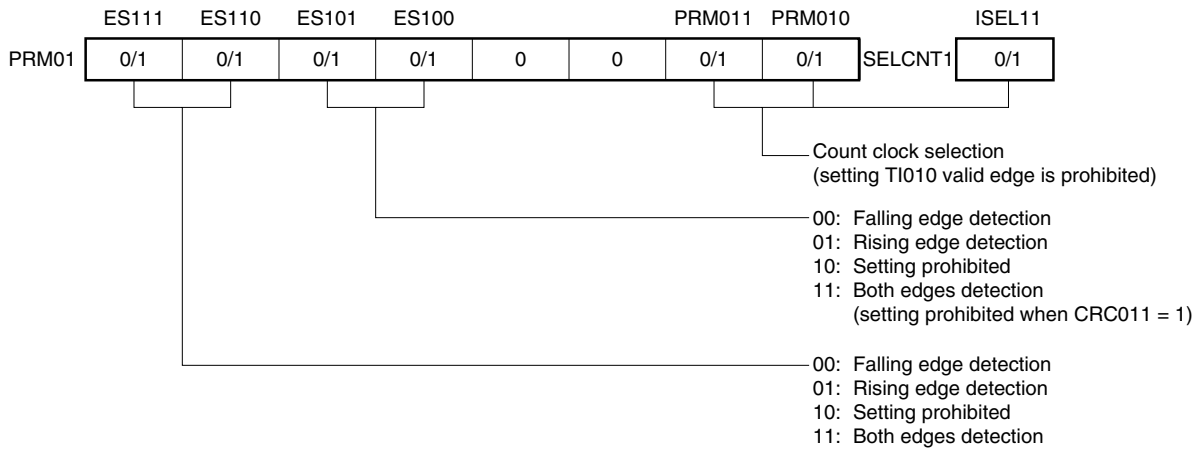 ES111 ES110 ES101 ES100 PRM011 PRM010 ISEL11
PRM01 0/1 0/1 0/1 0/1 0 0 0/1 0/1 SELCNT1 0/1
Count clock selection
(setting TI010 valid edge is prohibited)
00: Falling edge detection
01: Rising edge detection
10: Setting prohibited
11: Both edges detection
(setting prohibited when CRC011 = 1)
00: Falling edge detection
01: Rising edge detection
10: Setting prohibited
11: Both edges detection